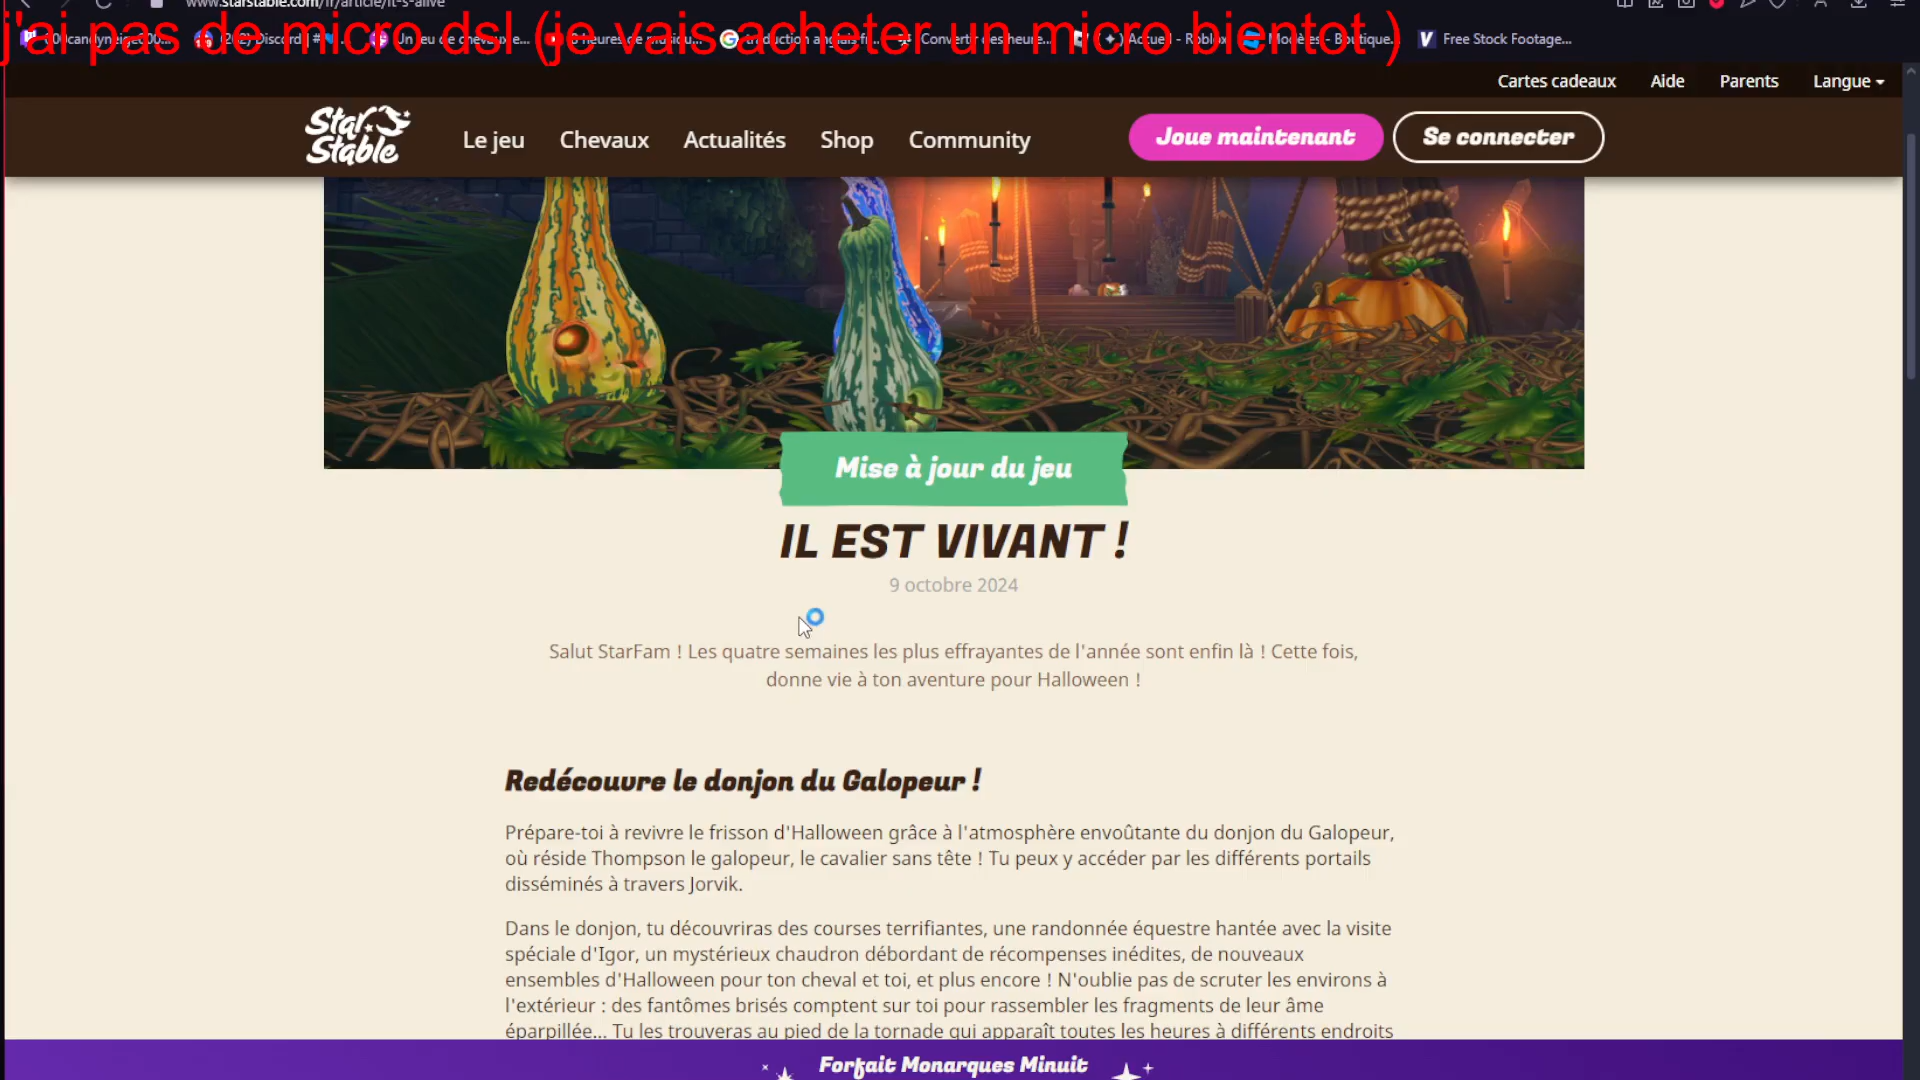 www.starstable.com/fr/article/it-s-alive
j'ai pas de micro dsl (je vais acheter un micro bientot )
Free Stock Footage...
Cartes cadeaux
Aide
Parents
Langue
Star Stable
Le jeu
Chevaux
Actualités
Shop
Community
Joue maintenant
Se connecter
Mise à jour du jeu
IL EST VIVANT !
9 octobre 2024
Salut StarFam ! Les quatre semaines les plus effrayantes de l'année sont enfin là ! Cette fois,
donne vie à ton aventure pour Halloween !
Redécouvre le donjon du Galopeur !
Prépare-toi à revivre le frisson d'Halloween grâce à l'atmosphère envoûtante du donjon du Galopeur,
où réside Thompson le galopeur, le cavalier sans tête ! Tu peux y accéder par les différents portails
disséminés à travers Jorvik.
Dans le donjon, tu découvriras des courses terrifiantes, une randonnée équestre hantée avec la visite
spéciale d'Igor, un mystérieux chaudron débordant de récompenses inédites, de nouveaux
ensembles d'Halloween pour ton cheval et toi, et plus encore ! N'oublie pas de scruter les environs à
l'extérieur : des fantômes brisés comptent sur toi pour rassembler les fragments de leur âme
éparpillée... Tu les trouveras au pied de la tornade qui apparaît toutes les heures à différents endroits
Forfait Monarques Minuit